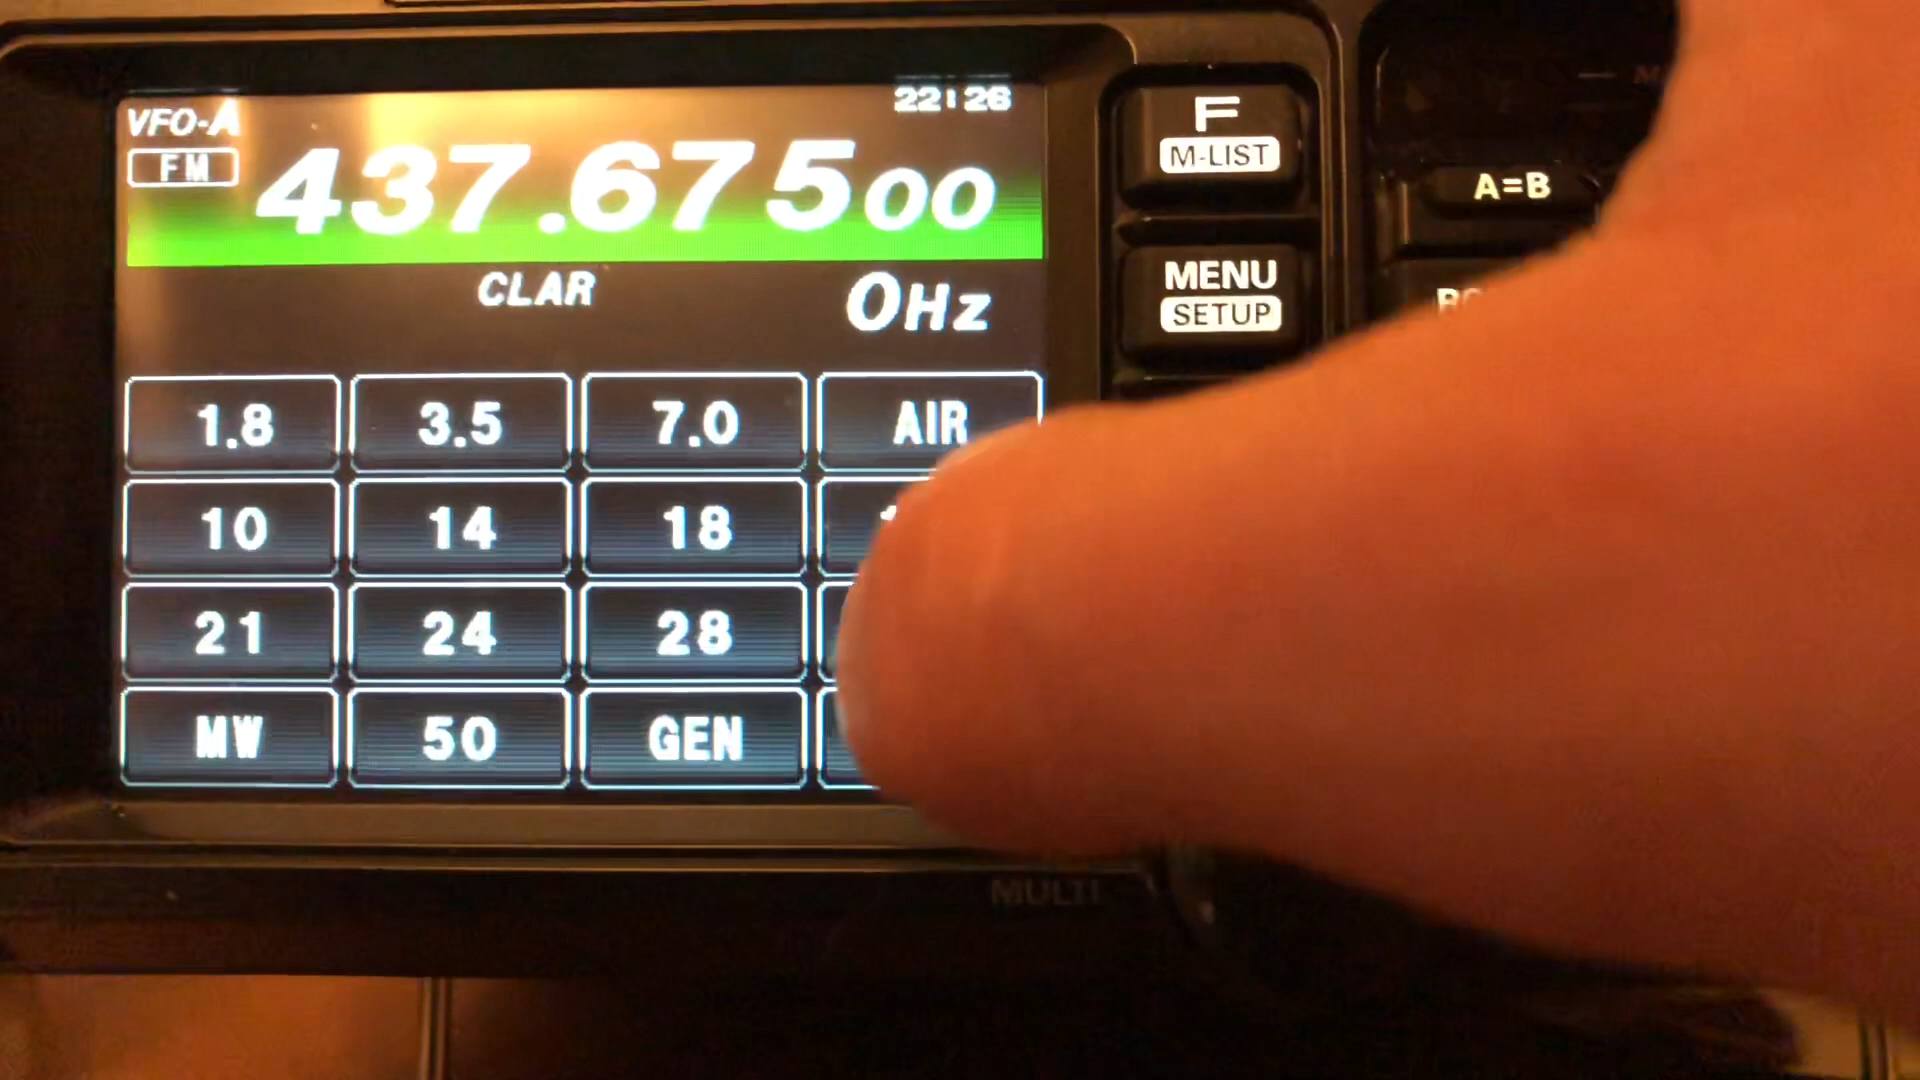 22:26
VFO-A
FM
437.67500
CLAR 0Hz
1.8 3.5 7.0 AIR
10 14 18
21 24 28
MW 50 GEN
F
M-LIST
MENU
SETUP
A=B
MULTI